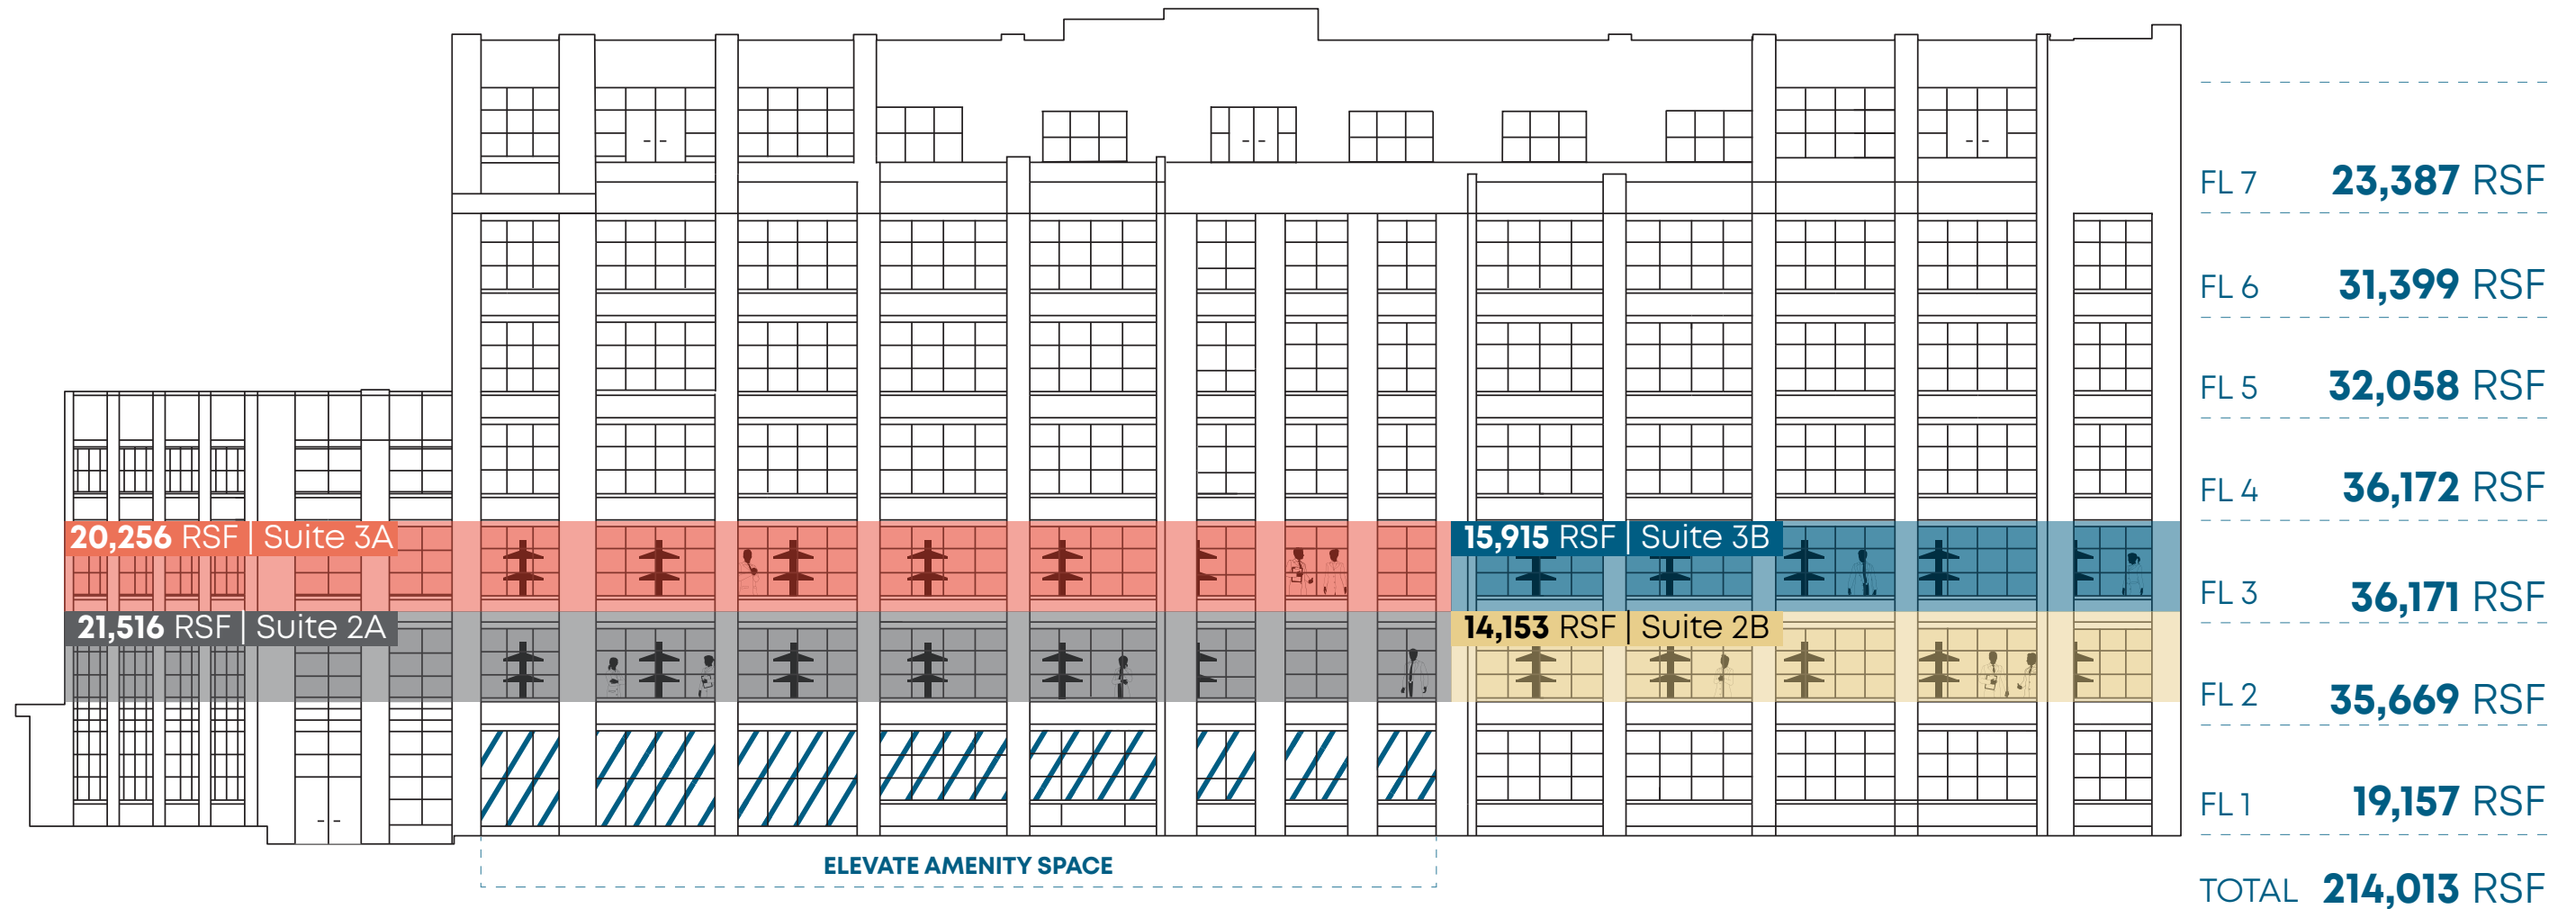 FL 7 23,387 RSF
FL 6 31,399 RSF
FL 5 32,058 RSF
FL 4 36,172 RSF
20,256 RSF | Suite 3A
15,915 RSF | Suite 3B
FL 3 36,171 RSF
21,516 RSF | Suite 2A
14,153 RSF | Suite 2B
FL 2 35,669 RSF
FL 1 19,157 RSF
ELEVATE AMENITY SPACE
TOTAL 214,013 RSF